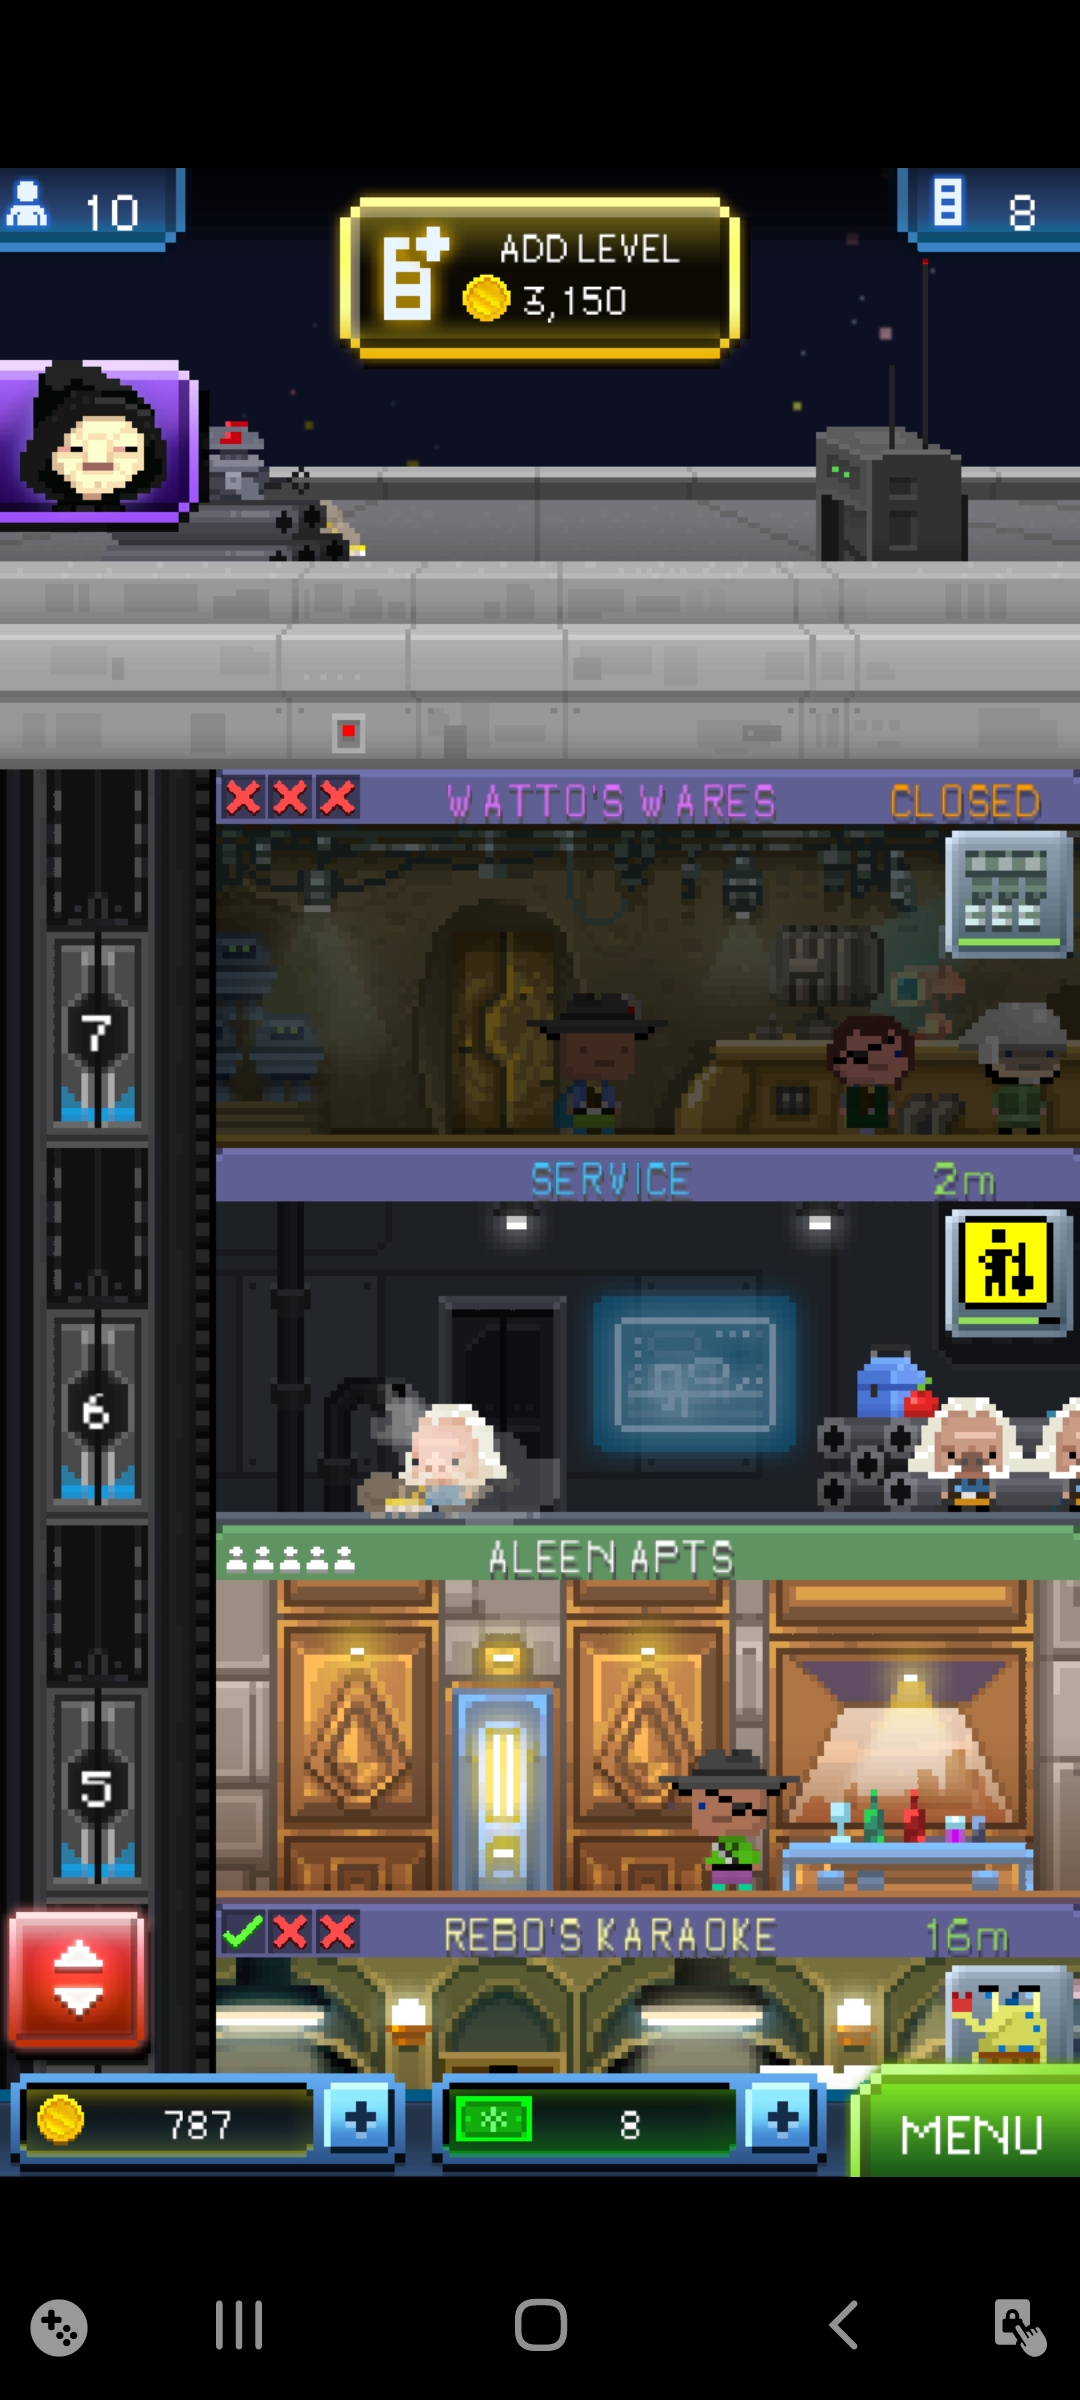 10
ADD LEVEL
3,150
8
WATTO'S WARES
CLOSED
7
SERVICE
2m
6
ALEEN APTS
5
REBO'S KARAOKE
16m
787
8
MENU